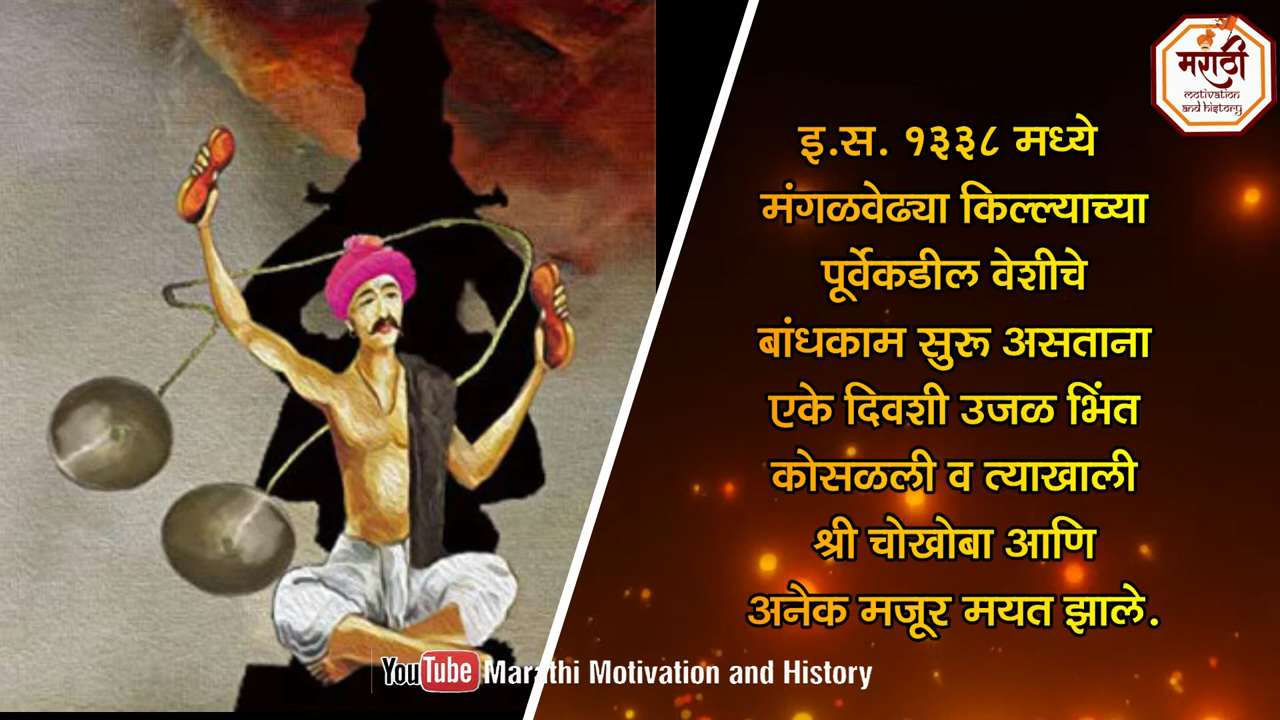 मराठी
motivation
and history
इ.स. १३३८ मध्ये
मंगळवेढ्या किल्ल्याच्या
पूर्वेकडील वेशीचे
बांधकाम सुरू असताना
एके दिवशी उजळ भिंत
कोसळली व त्याखाली
श्री चोखोबा आणि
अनेक मजूर मयत झाले.
YouTube Marathi Motivation and History